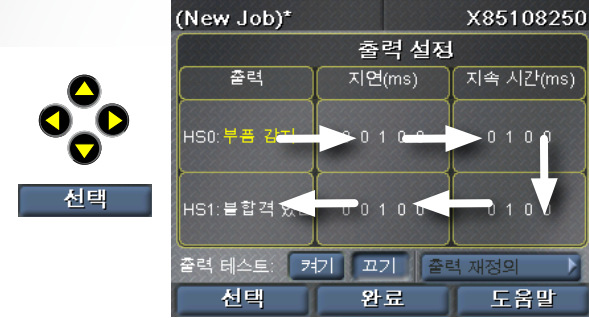 (New Job)* X85108250
출력 설정
출력 지연(ms) 지속 시간(ms)
HS0: 부품 0 1 0 0 1 0 0
선택
HS1: 불합격 0 0 1 0 0 0 1 0 0
출력 테스트: 켜기 끄기 출력 재정의
선택 완료 도움말